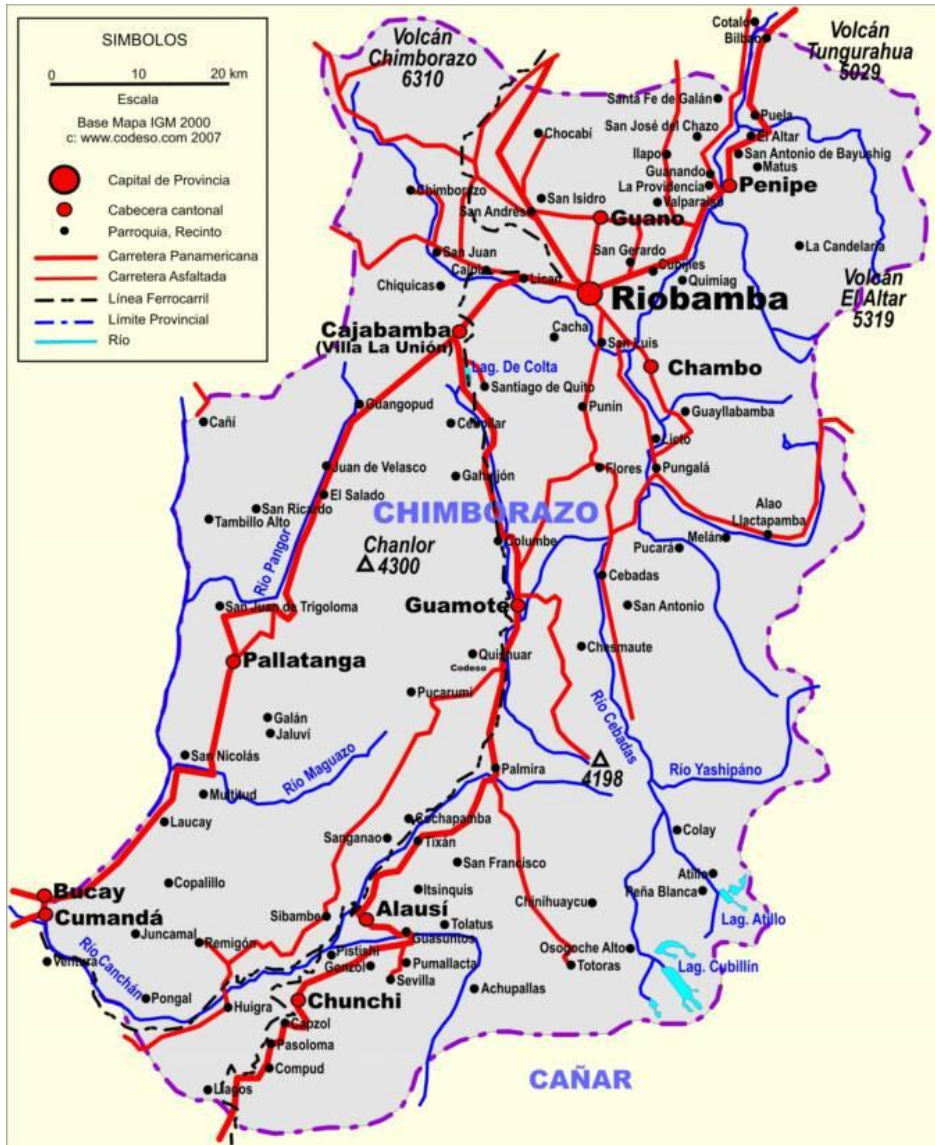 SIMBOLOS
0 10 20 km
Escala
Base Mapa IGM 2000
c: www.codeso.com 2007
Capital de Provincia
Cabecera cantonal
Parroquia, Recinto
Carretera Panamericana
Carretera Asfaltada
Línea Ferrocarril
Límite Provincial
Río
Volcán
Chimborazo
6310
Cotalo
Bilbao
Volcán
Tungurahua
5029
Santa Fe de Galán
Puela
Chocabí
San José del Chazo
El Altar
Ilapo
San Antonio de Bayushig
Guanando
Matus
La Providencia
Penipe
Chimborazo
San Isidro
Valparaiso
San Andrés
Guano
San Juan
San Gerardo
La Candelaria
Calpi
Cubijíes
Lican
Quimiag
Chiquicas
Riobamba
Volcán
El Altar
5319
Cajabamba
(Villa La Unión)
Cacha
San Luis
Lag. De Colta
Chambo
Santiago de Quito
Guangopud
Punín
Guayllabamba
Cañí
Cebollar
Licto
Juan de Velasco
Gahuijón
Flores
Pungalá
El Salado
San Ricardo
Tambillo Alto
CHIMBORAZO
Alao
Llactapamba
Río Pangor
Columbe
Melán
Pucará
Chanlor
4300
Cebadas
San Juan de Trigoloma
Guamote
San Antonio
Pallatanga
Quishuar
Codeso
Chesmaute
Pucarumi
Río Cebadas
Galán
Jaluví
San Nicolás
Río Maguazo
Palmira
4198
Río Yashipáno
Multitud
Laucay
Cochapamba
Sanganao
Tixán
Colay
San Francisco
Bucay
Copalillo
Itsinquis
Atillo
Peña Blanca
Cumandá
Sibambe
Alausí
Chinihuaycu
Lag. Atillo
Tolatus
Juncamal
Remigón
Guasuntos
Osogoche Alto
Ventura
Río Canchán
Pistishi
Gonzol
Pumallacta
Totoras
Lag. Cubillín
Sevilla
Pongal
Huigra
Chunchi
Achupallas
Capzol
Pasoloma
Compud
Llagos
CAÑAR